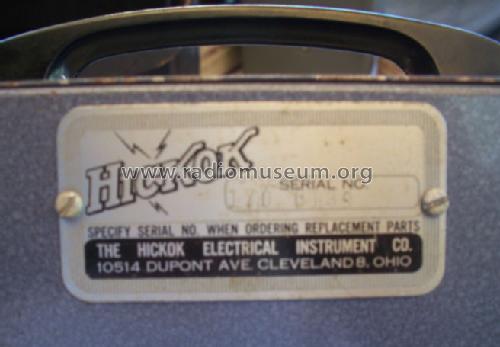 HICKOK
www.radiomuseum.org
SERIAL NO.
SPECIFY SERIAL NO. WHEN ORDERING REPLACEMENT PARTS
THE HICKOK ELECTRICAL INSTRUMENT CO.
10514 DUPONT AVE. CLEVELAND 8, OHIO